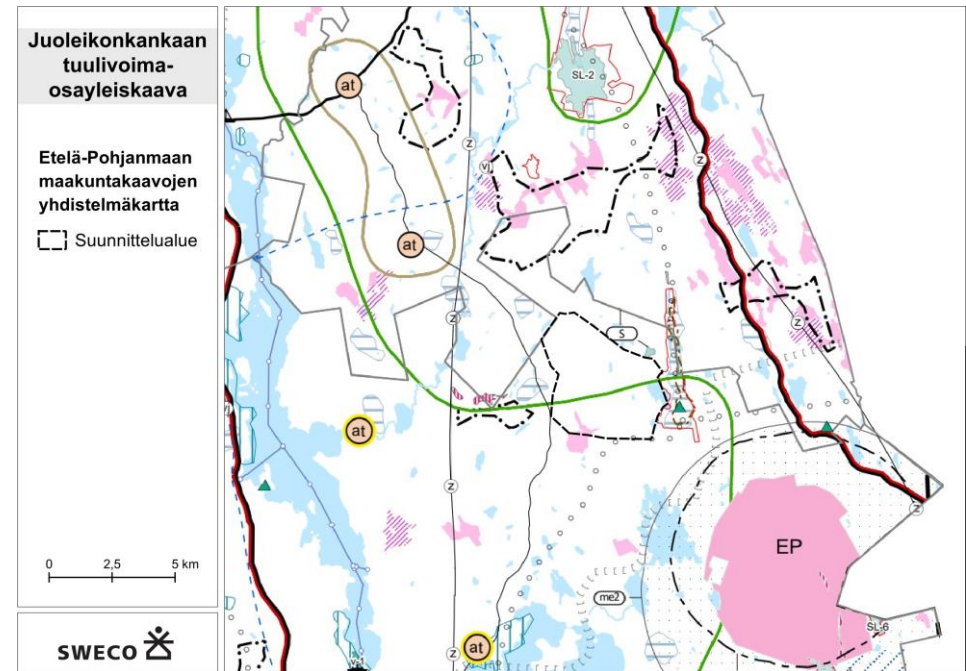 Juoleikonkankaan
tuulivoima-
osayleiskaava
Etelä-Pohjanmaan
maakuntakaavojen
yhdistelmäkartta
Suunnittelualue
0 2,5 5 km
SWECO
at
SL-2
z
z
vj
at
z
z
S
at
z
EP
z
me2
SL-6
at